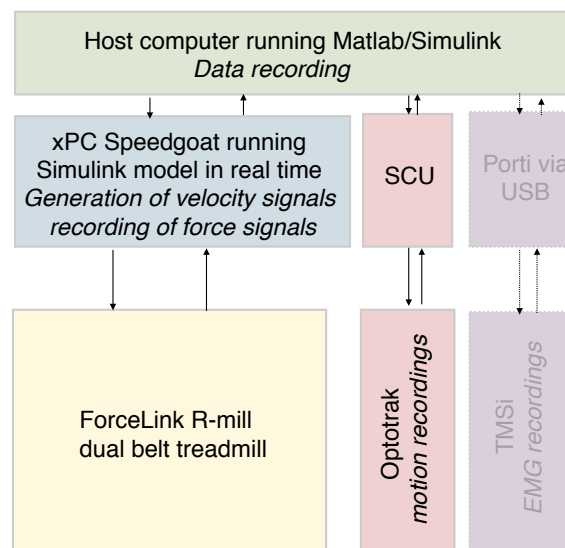 Host computer running Matlab/Simulink
Data recording
xPC Speedgoat running
Simulink model in real time
Generation of velocity signals
recording of force signals
SCU
Porti via
USB
ForceLink R-mill
dual belt treadmill
Optotrak
motion recordings
TMSi
EMG recordings